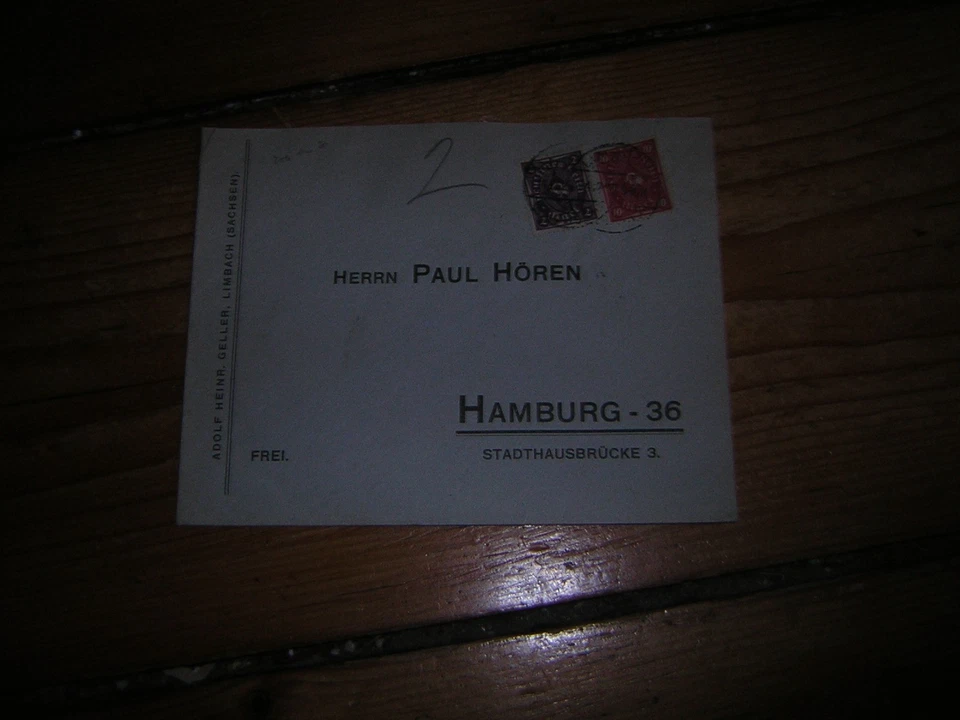 ADOLF HEINR. GELLER, LIMBACH (SACHSEN).
2
HERRN PAUL HÖREN
HAMBURG - 36
STADTHAUSBRÜCKE 3.
FREI.